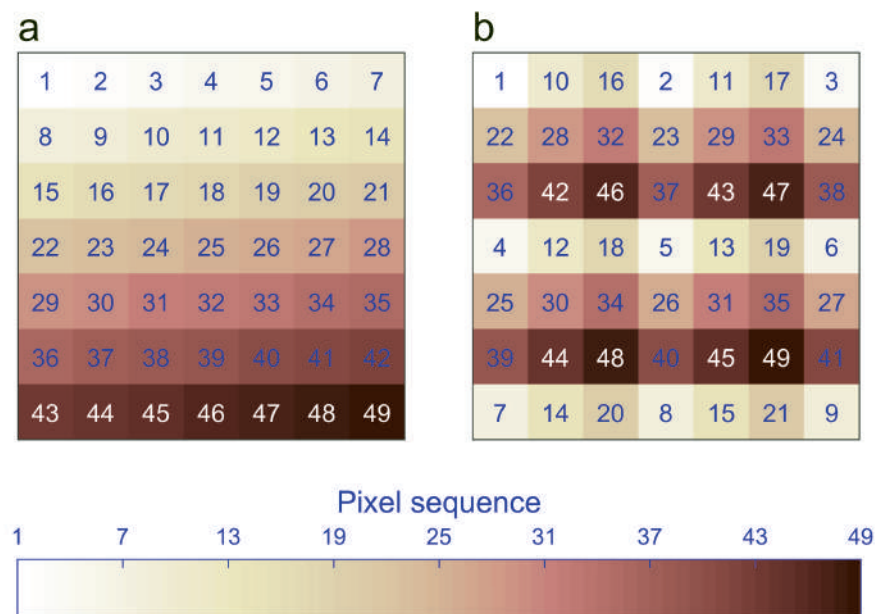 a
1 2 3 4 5 6 7
8 9 10 11 12 13 14
15 16 17 18 19 20 21
22 23 24 25 26 27 28
29 30 31 32 33 34 35
36 37 38 39 40 41 42
43 44 45 46 47 48 49
b
1 10 16 2 11 17 3
22 28 32 23 29 33 24
36 42 46 37 43 47 38
4 12 18 5 13 19 6
25 30 34 26 31 35 27
39 44 48 40 45 49 41
7 14 20 8 15 21 9
Pixel sequence
1 7 13 19 25 31 37 43 49